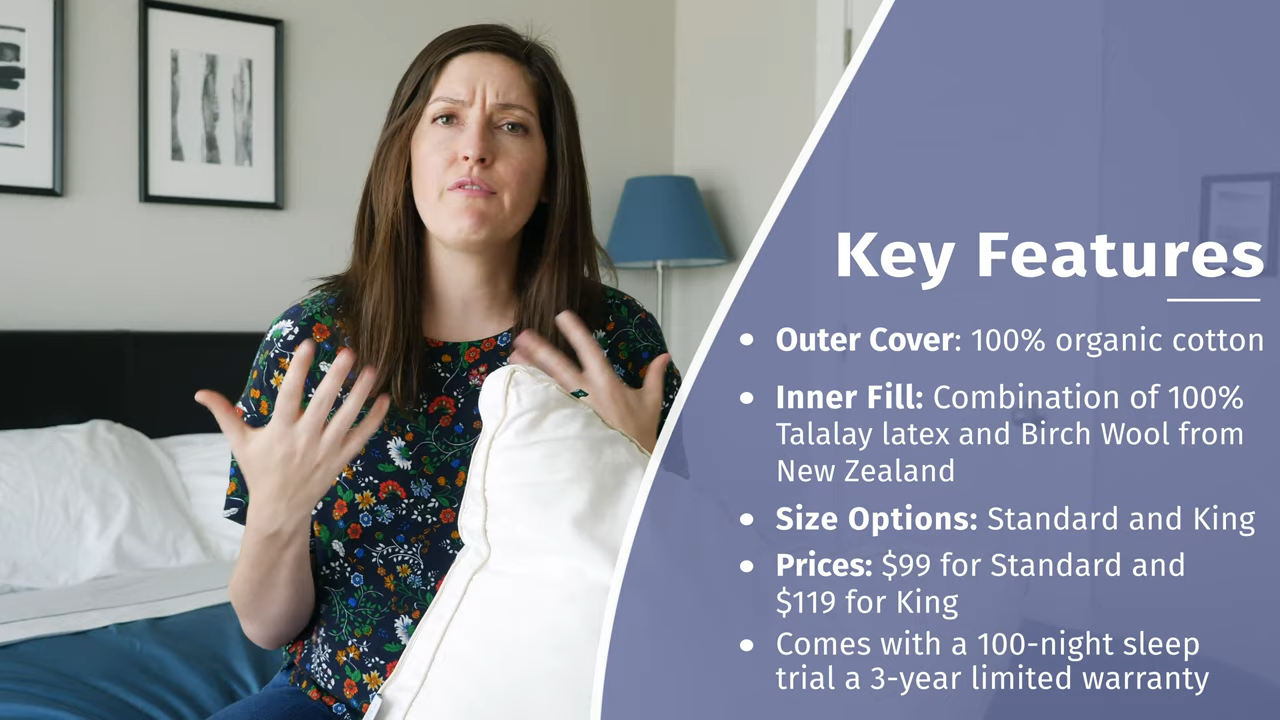 Key Features
• Outer Cover: 100% organic cotton
• Inner Fill: Combination of 100%
Talalay latex and Birch Wool from
New Zealand
• Size Options: Standard and King
• Prices: $99 for Standard and
$119 for King
• Comes with a 100-night sleep
trial a 3-year limited warranty